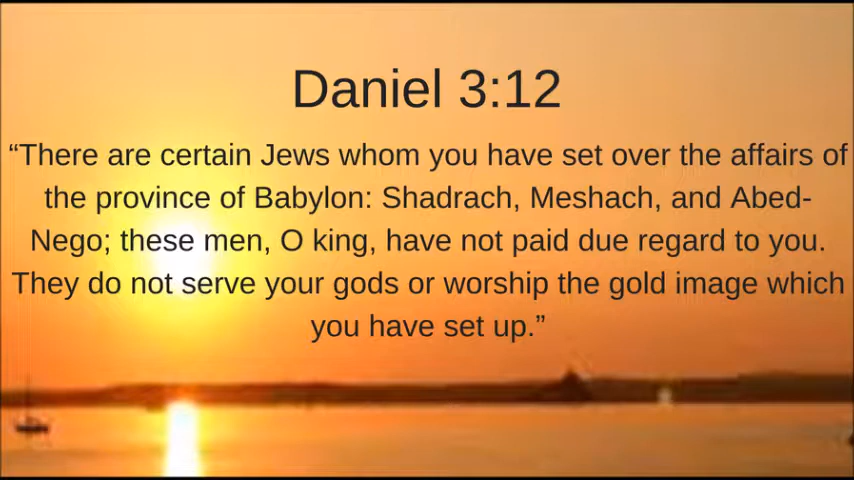 Daniel 3:12
“There are certain Jews whom you have set over the affairs of
the province of Babylon: Shadrach, Meshach, and Abed-
Nego; these men, O king, have not paid due regard to you.
They do not serve your gods or worship the gold image which
you have set up.”